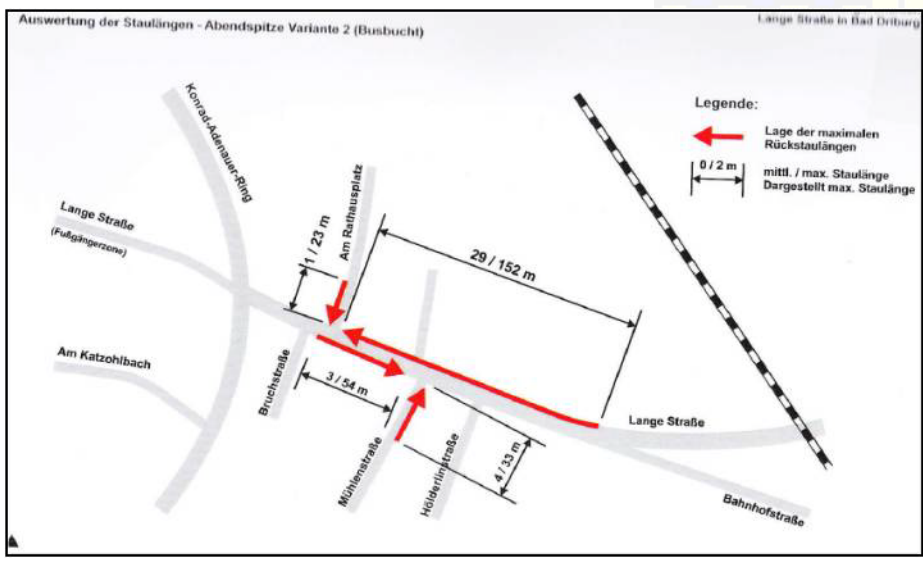 Auswertung der Staulängen - Abendspitze Variante 2 (Busbucht)
Lange Straße in Bad Driburg
Legende:
Lage der maximalen
Rückstaulängen
0 / 2 m
mittl. / max. Staulänge
Dargestellt max. Staulänge
Konrad-Adenauer-Ring
Am Rathausplatz
Lange Straße
(Fußgängerzone)
1 / 23 m
29 / 152 m
Am Katzohlbach
Bruchstraße
3 / 54 m
Lange Straße
Mühlenstraße
Hölderlinstraße
4 / 33 m
Bahnhofstraße